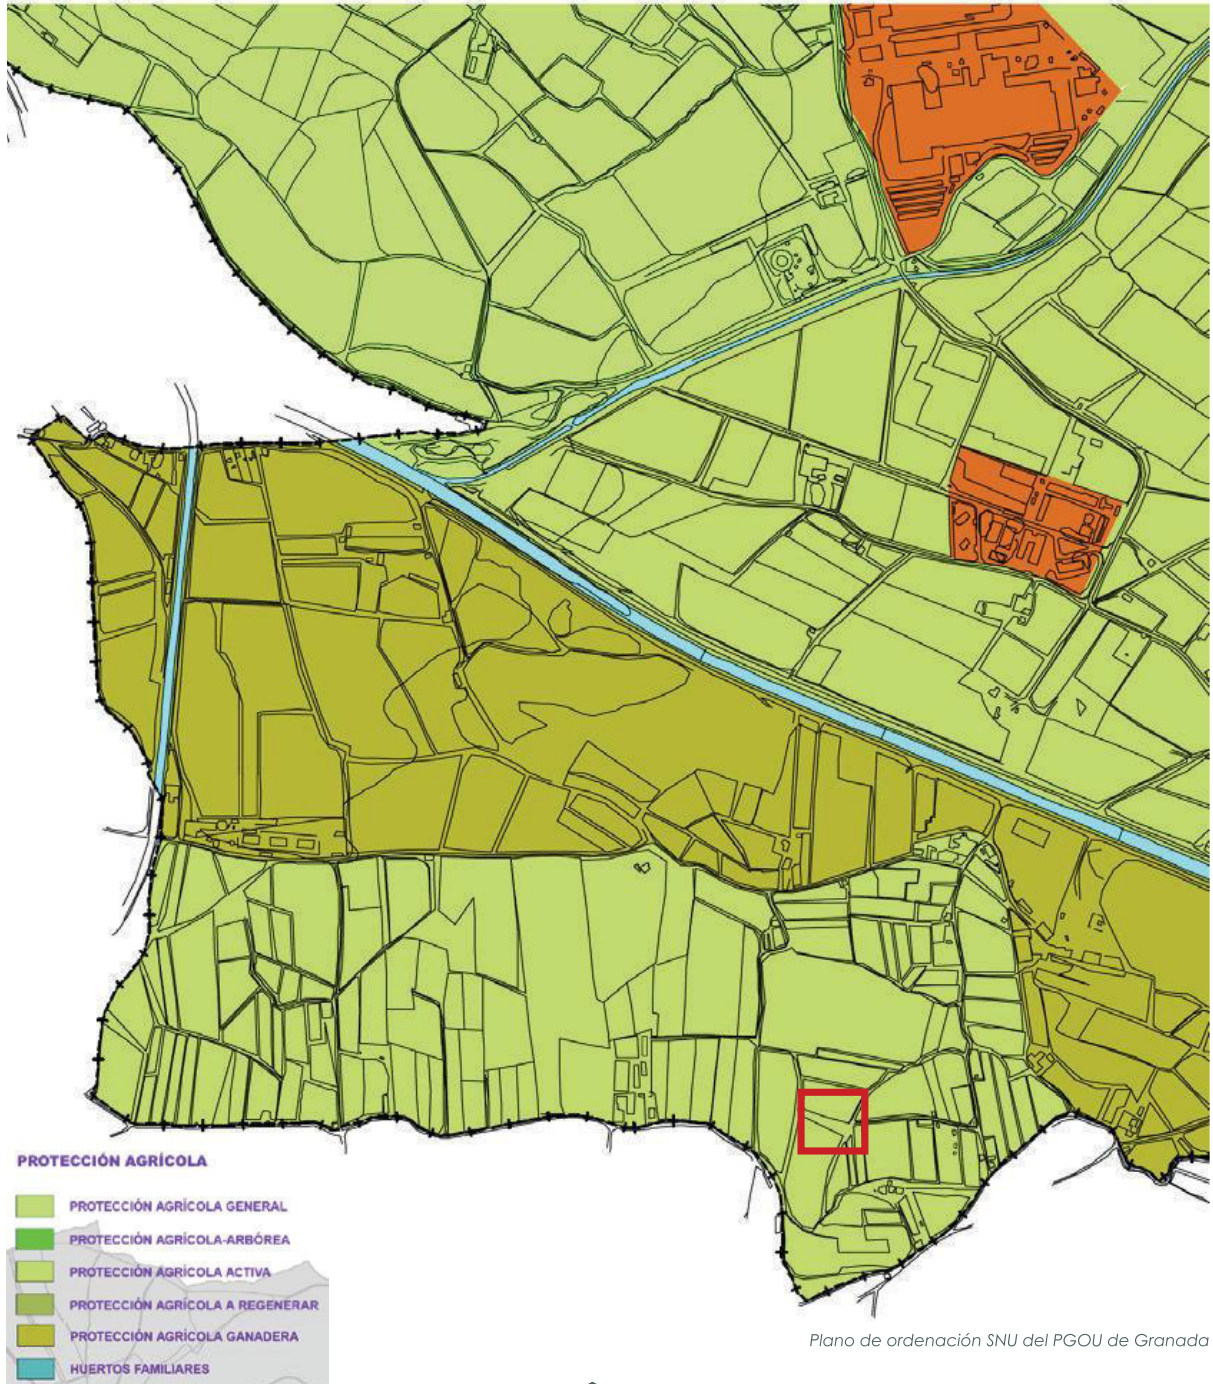 PROTECCIÓN AGRÍCOLA
PROTECCIÓN AGRÍCOLA GENERAL
PROTECCIÓN AGRÍCOLA-ARBÓREA
PROTECCIÓN AGRÍCOLA ACTIVA
PROTECCIÓN AGRÍCOLA A REGENERAR
PROTECCIÓN AGRÍCOLA GANADERA
HUERTOS FAMILIARES
Plano de ordenación SNU del PGOU de Granada